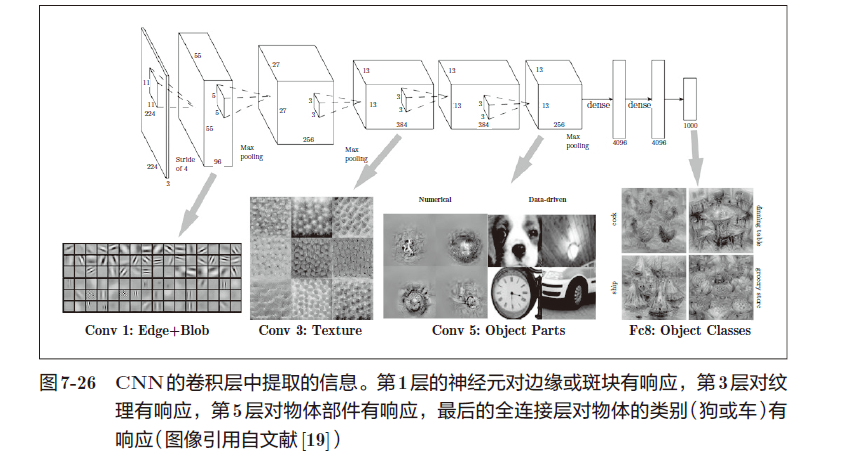 55
27
13
13
13
11
5
3
3
dense
dense
11
5
27
3
13
3
13
3
13
224
55
384
384
256
1000
256
4096
4096
224
Stride
of 4
96
Max
pooling
Max
pooling
Max
pooling
3
Numerical
Data-driven
cock
dining table
ship
grocery store
Conv 1: Edge+Blob
Conv 3: Texture
Conv 5: Object Parts
Fc8: Object Classes
图7-26 CNN的卷积层中提取的信息。第1层的神经元对边缘或斑块有响应，第3层对纹
理有响应，第5层对物体部件有响应，最后的全连接层对物体的类别（狗或车）有
响应（图像引用自文献[19]）